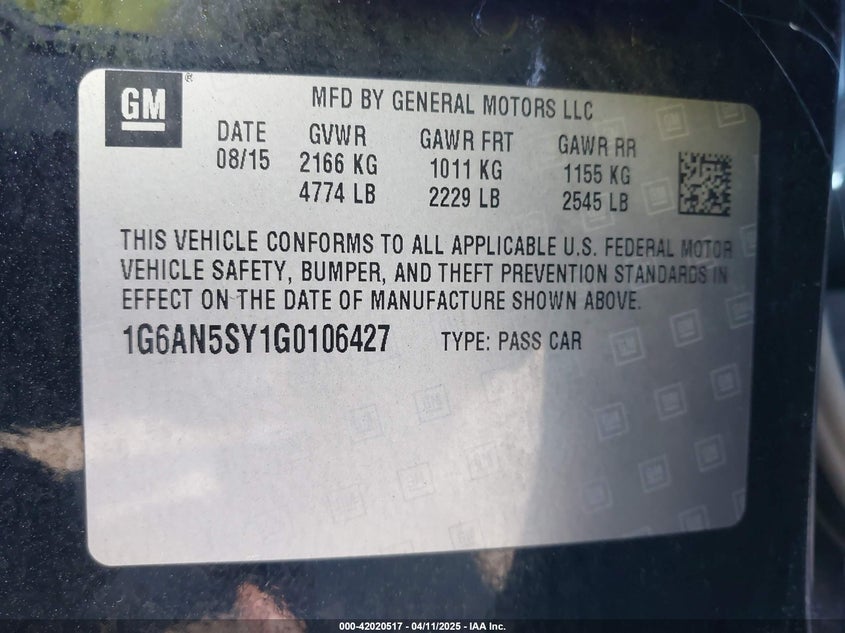 GM ®
MFD BY GENERAL MOTORS LLC
DATE GVWR GAWR FRT GAWR RR
08/15 2166 KG 1011 KG 1155 KG
4774 LB 2229 LB 2545 LB
THIS VEHICLE CONFORMS TO ALL APPLICABLE U.S. FEDERAL MOTOR
VEHICLE SAFETY, BUMPER, AND THEFT PREVENTION STANDARDS IN
EFFECT ON THE DATE OF MANUFACTURE SHOWN ABOVE.
1G6AN5SY1G0106427 TYPE: PASS CAR
000-42020517 - 04/11/2025 - IAA Inc.